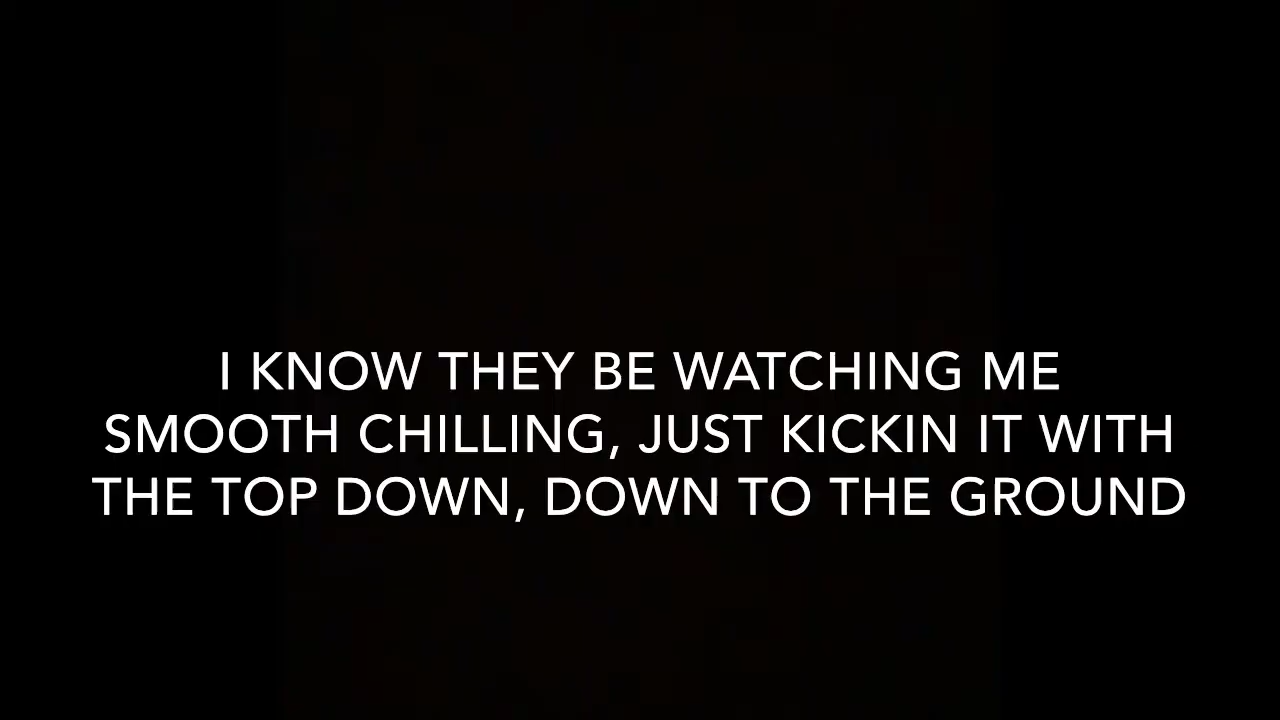 I KNOW THEY BE WATCHING ME
SMOOTH CHILLING, JUST KICKIN IT WITH
THE TOP DOWN, DOWN TO THE GROUND